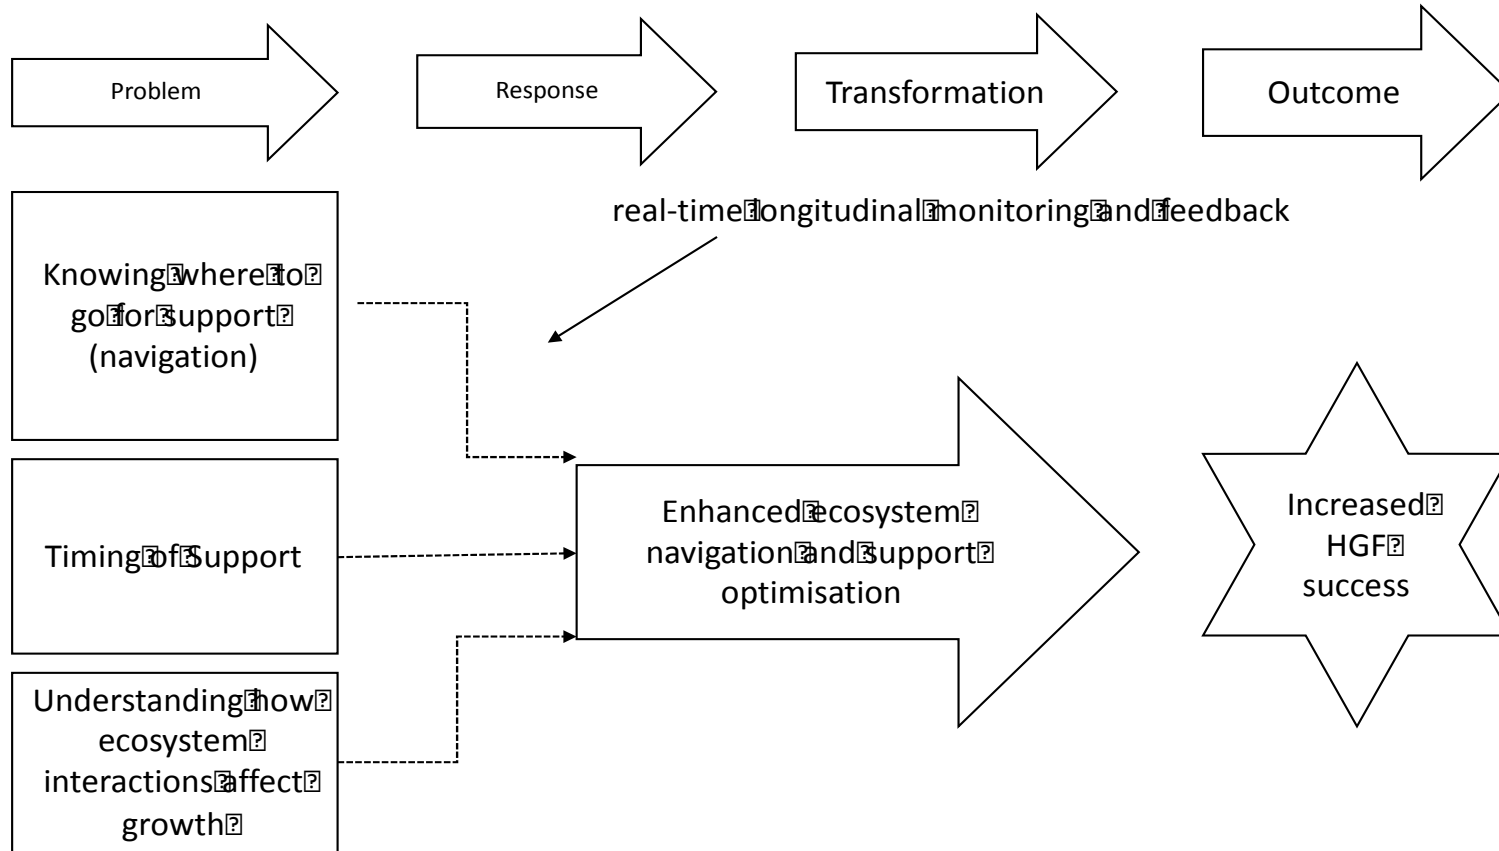 Problem
Response
Transformation
Outcome
real-time longitudinal monitoring and feedback
Knowing where to
go for support
(navigation)
Timing of Support
Understanding how
ecosystem
interactions affect
growth
Enhanced ecosystem
navigation and support
optimisation
Increased
HGF
success